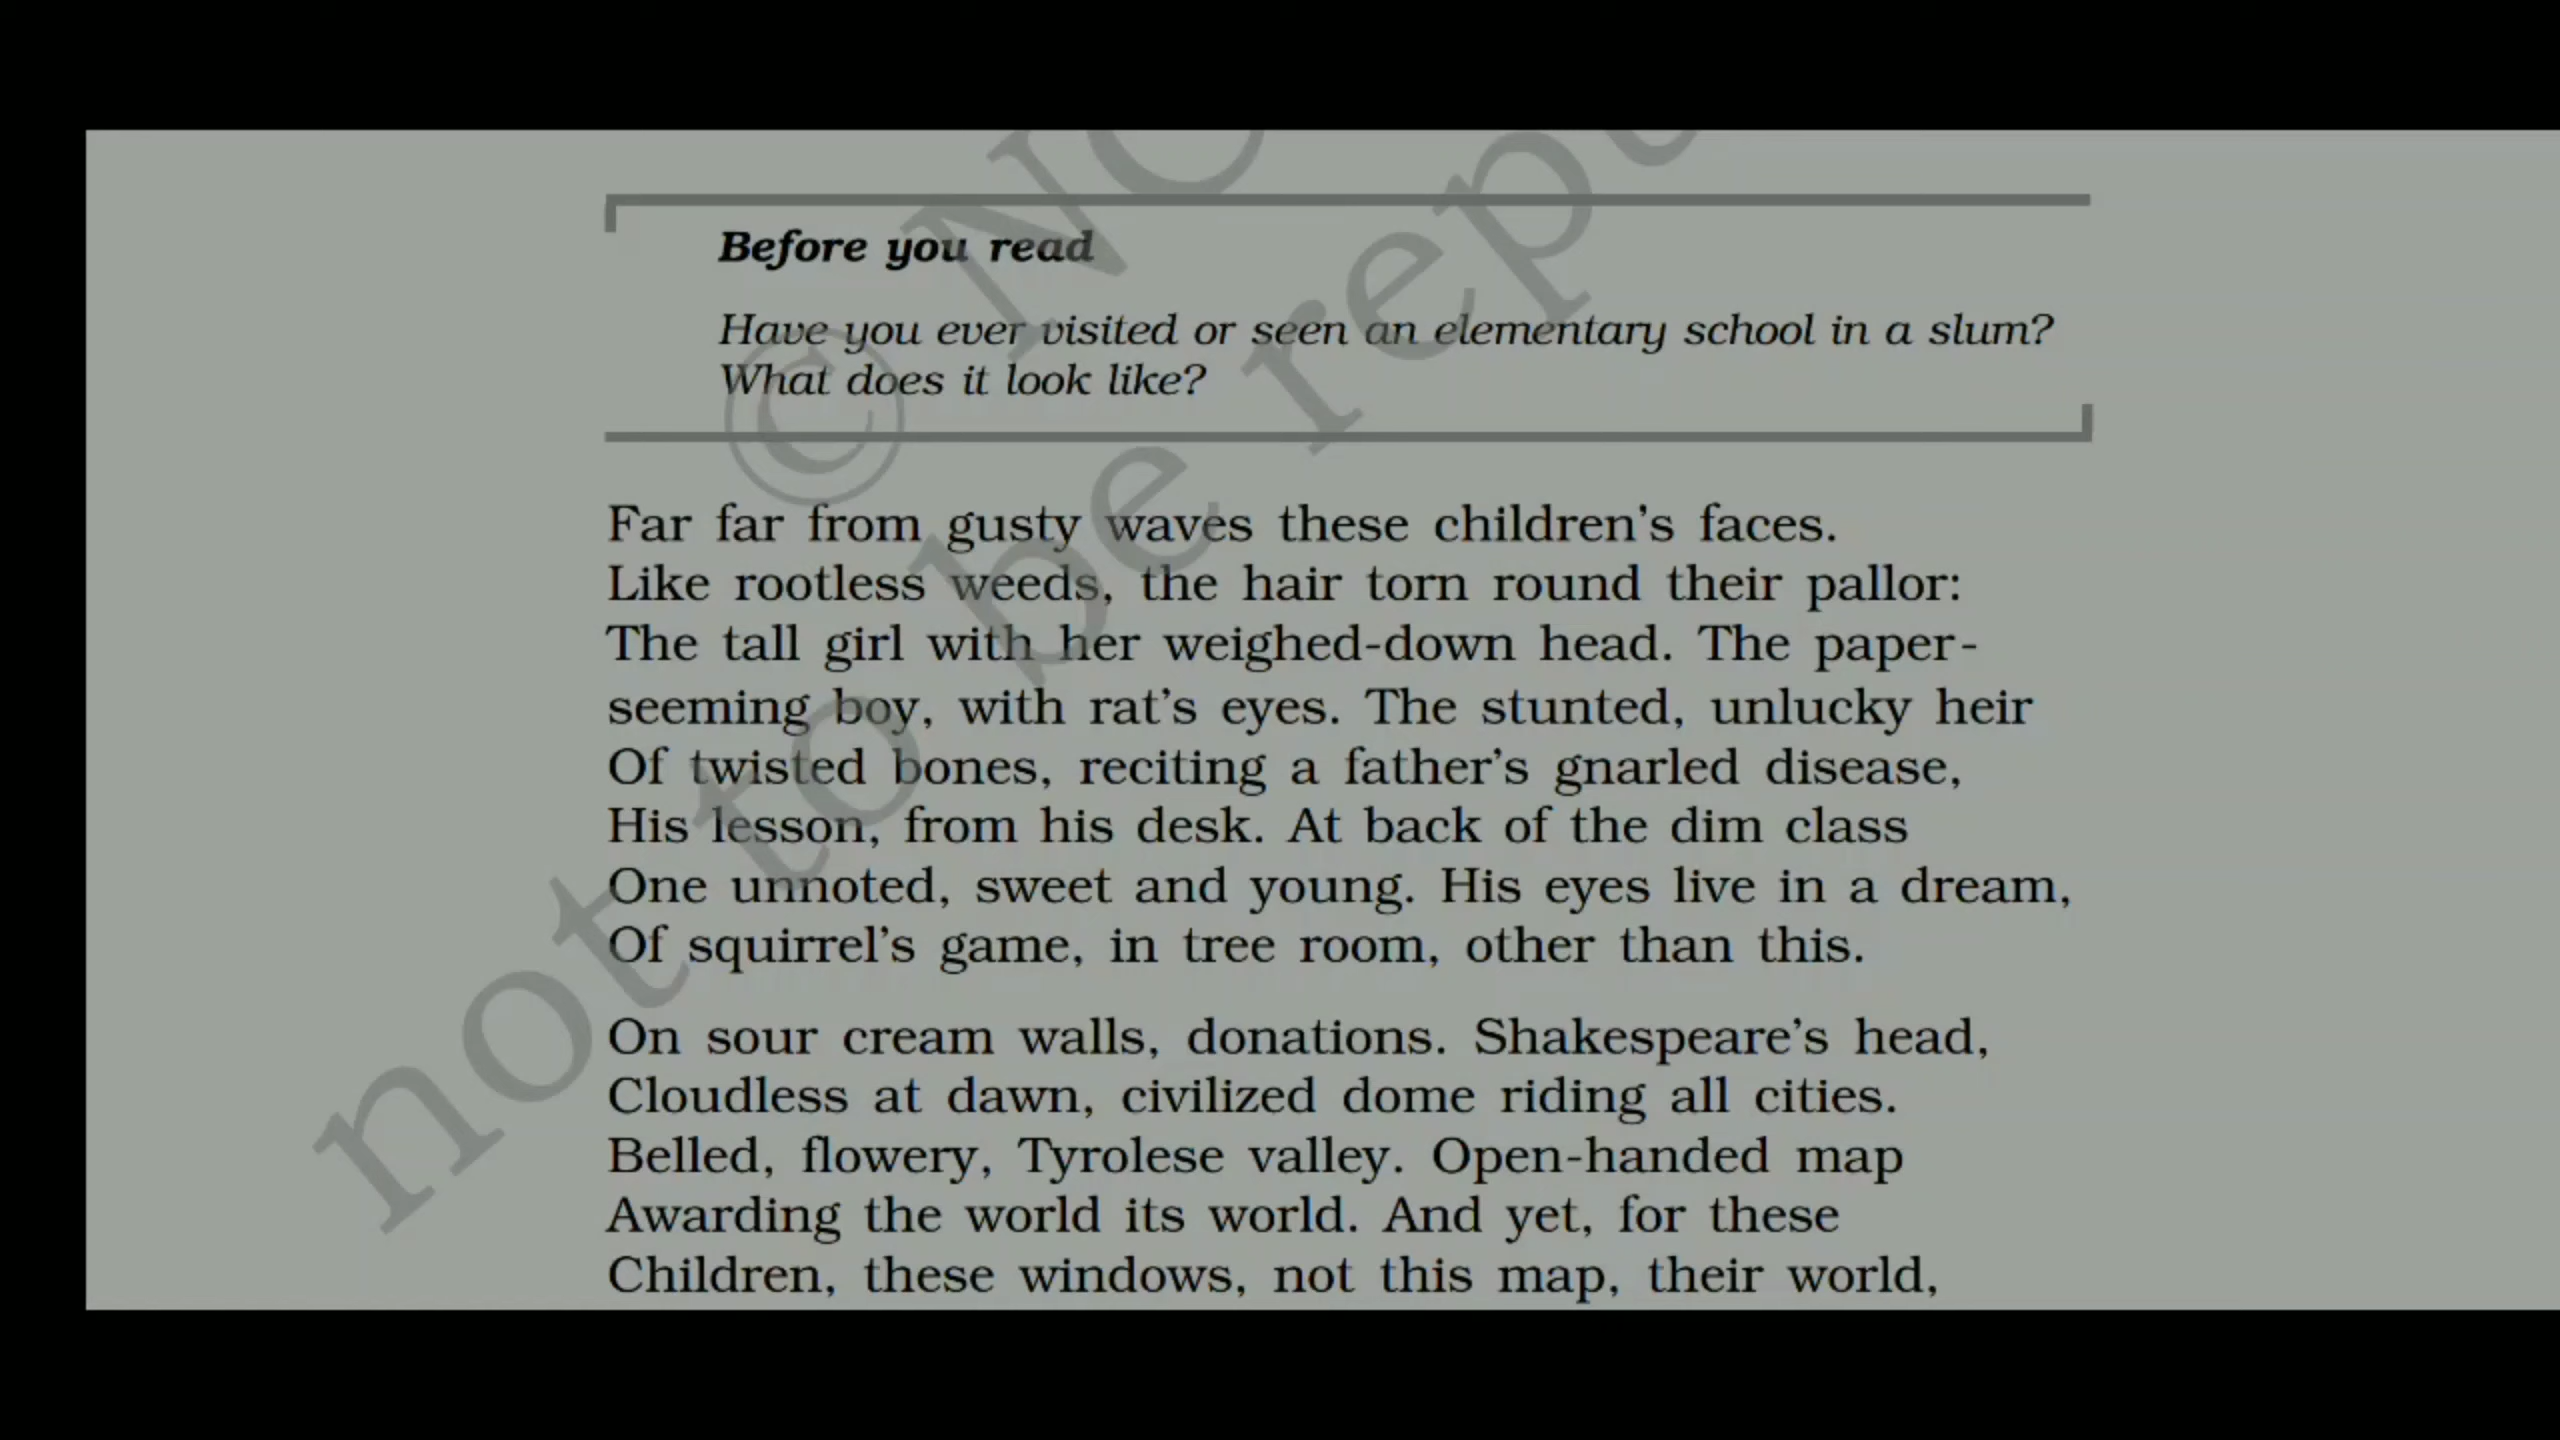 Before you read
Have you ever visited or seen an elementary school in a slum?
What does it look like?
Far far from gusty waves these children's faces.
Like rootless weeds, the hair torn round their pallor:
The tall girl with her weighed-down head. The paper-
seeming boy, with rat's eyes. The stunted, unlucky heir
Of twisted bones, reciting a father's gnarled disease,
His lesson, from his desk. At back of the dim class
One unnoted, sweet and young. His eyes live in a dream,
Of squirrel's game, in tree room, other than this.
On sour cream walls, donations. Shakespeare's head,
Cloudless at dawn, civilized dome riding all cities.
Belled, flowery, Tyrolese valley. Open-handed map
Awarding the world its world. And yet, for these
Children, these windows, not this map, their world,
© NC
not to be rep